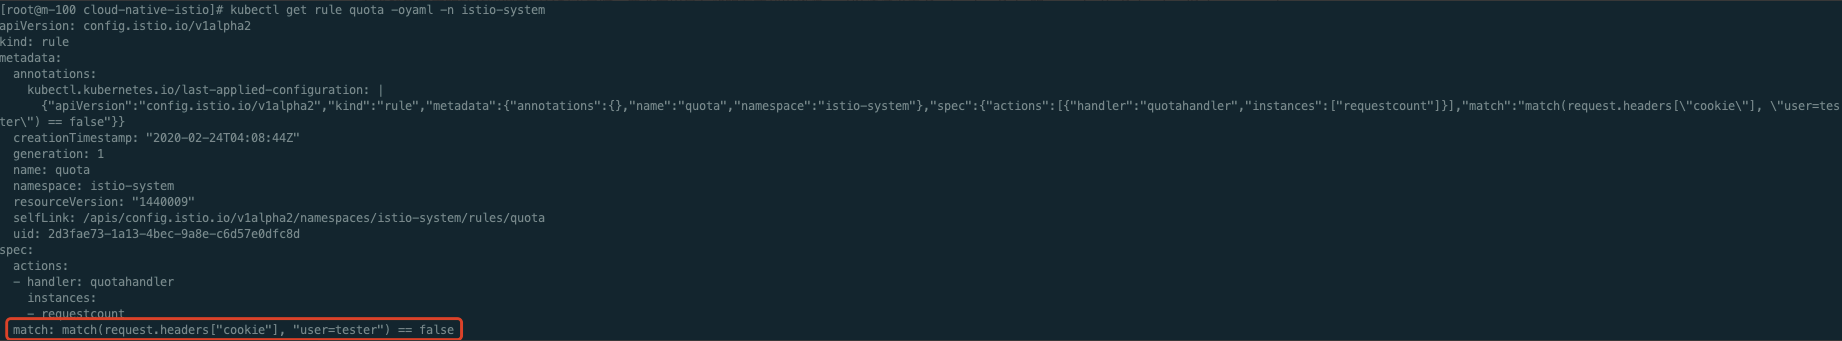 [root@m-100 cloud-native-istio]# kubectl get rule quota -oyaml -n istio-system
apiVersion: config.istio.io/v1alpha2
kind: rule
metadata:
  annotations:
    kubectl.kubernetes.io/last-applied-configuration: |
      {"apiVersion":"config.istio.io/v1alpha2","kind":"rule","metadata":{"annotations":{},"name":"quota","namespace":"istio-system"},"spec":{"actions":[{"handler":"quotahandler","instances":["requestcount"]}],"match":"match(request.headers[\"cookie\"], \"user=tes
ter\") == false"}}
  creationTimestamp: "2020-02-24T04:08:44Z"
  generation: 1
  name: quota
  namespace: istio-system
  resourceVersion: "1440009"
  selfLink: /apis/config.istio.io/v1alpha2/namespaces/istio-system/rules/quota
  uid: 2d3fae73-1a13-4bec-9a8e-c6d57e0dfc8d
spec:
  actions:
  - handler: quotahandler
    instances:
    - requestcount
  match: match(request.headers["cookie"], "user=tester") == false